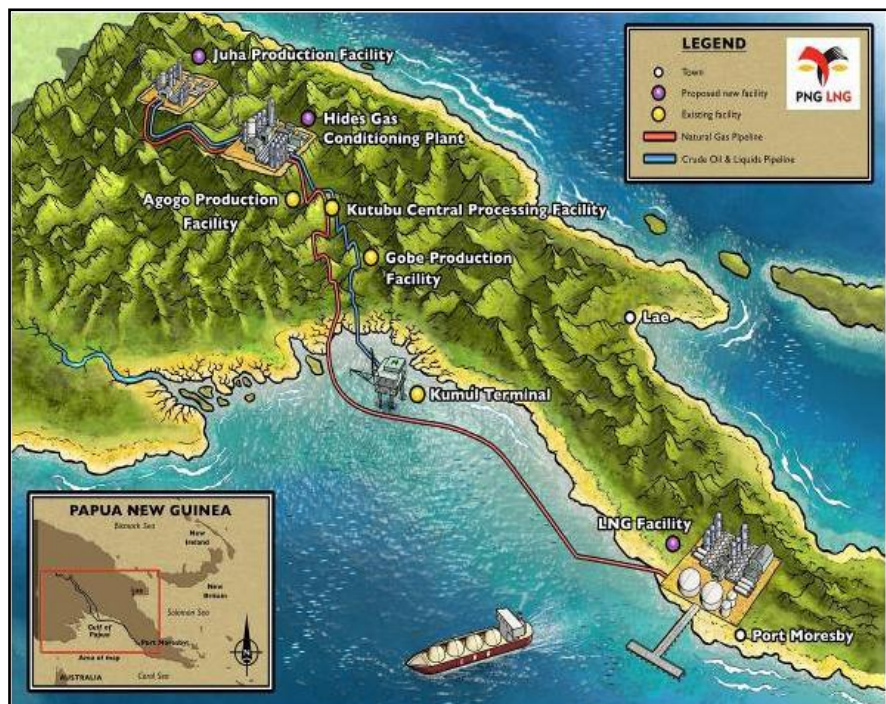 Juha Production Facility
Hides Gas
Conditioning Plant
Agogo Production
Facility
Kutubu Central Processing Facility
Gobe Production
Facility
Lae
Kumul Terminal
LNG Facility
Port Moresby
LEGEND
Town
Proposed new facility
Existing facility
Natural Gas Pipeline
Crude Oil & Liquids Pipeline
PNG LNG
PAPUA NEW GUINEA
Bismark Sea
New
Ireland
New
Britain
Lae
Solomon Sea
Gulf of
Papua
Port Moresby
Area of map
AUSTRALIA
Coral Sea
N